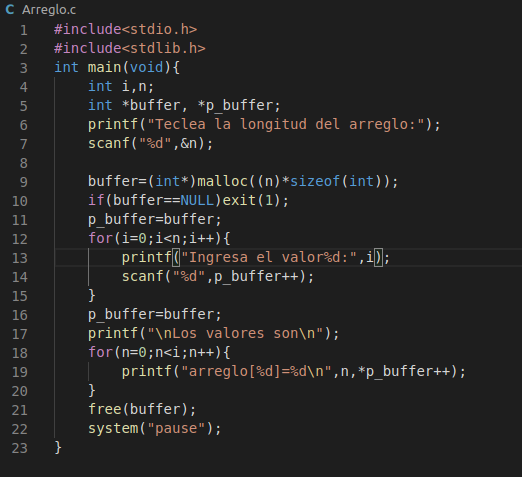 C Arreglo.c
1 #include<stdio.h>
2 #include<stdlib.h>
3 int main(void){
4     int i,n;
5     int *buffer, *p_buffer;
6     printf("Teclea la longitud del arreglo:");
7     scanf("%d",&n);
8
9     buffer=(int*)malloc((n)*sizeof(int));
10     if(buffer==NULL)exit(1);
11     p_buffer=buffer;
12     for(i=0;i<n;i++){
13         printf("Ingresa el valor%d:",i);
14         scanf("%d",p_buffer++);
15     }
16     p_buffer=buffer;
17     printf("\nLos valores son\n");
18     for(n=0;n<i;n++){
19         printf("arreglo[%d]=%d\n",n,*p_buffer++);
20     }
21     free(buffer);
22     system("pause");
23 }